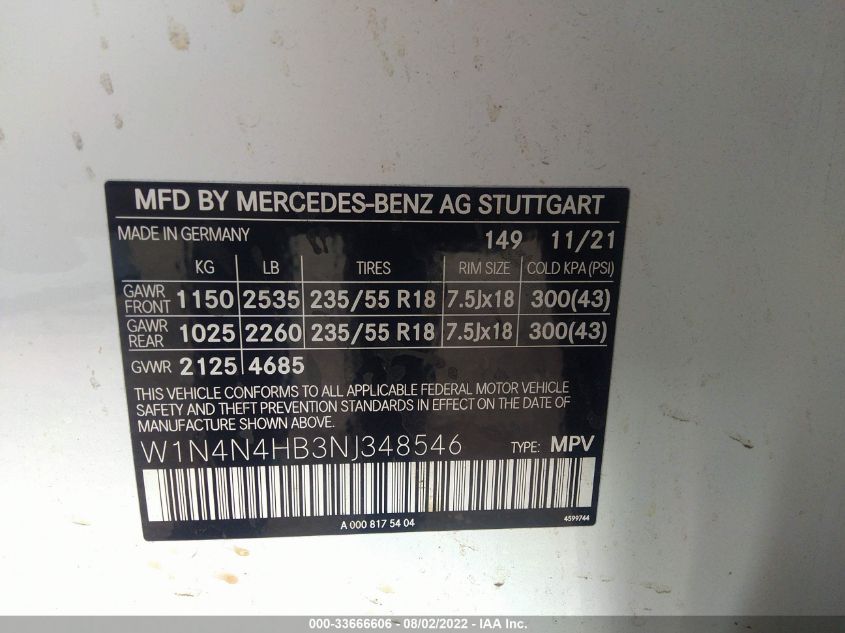 MFD BY MERCEDES-BENZ AG STUTTGART
MADE IN GERMANY 149 11/21
KG LB TIRES RIM SIZE COLD KPA (PSI)
GAWR FRONT 1150 2535 235/55 R18 7.5Jx18 300(43)
GAWR REAR 1025 2260 235/55 R18 7.5Jx18 300(43)
GVWR 2125 4685
THIS VEHICLE CONFORMS TO ALL APPLICABLE FEDERAL MOTOR VEHICLE
SAFETY AND THEFT PREVENTION STANDARDS IN EFFECT ON THE DATE OF
MANUFACTURE SHOWN ABOVE.
W1N4N4HB3NJ348546 TYPE: MPV
A 000 817 54 04 4599744
000-33666606 - 08/02/2022 - IAA Inc.